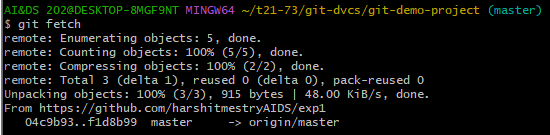 AI&DS 202@DESKTOP-8MGF9NT MINGW64 ~/t21-73/git-dvcs/git-demo-project (master)
$ git fetch
remote: Enumerating objects: 5, done.
remote: Counting objects: 100% (5/5), done.
remote: Compressing objects: 100% (2/2), done.
remote: Total 3 (delta 1), reused 0 (delta 0), pack-reused 0
Unpacking objects: 100% (3/3), 915 bytes | 48.00 KiB/s, done.
From https://github.com/harshitmestryAIDS/exp1
   04c9b93..f1d8b99  master     -> origin/master